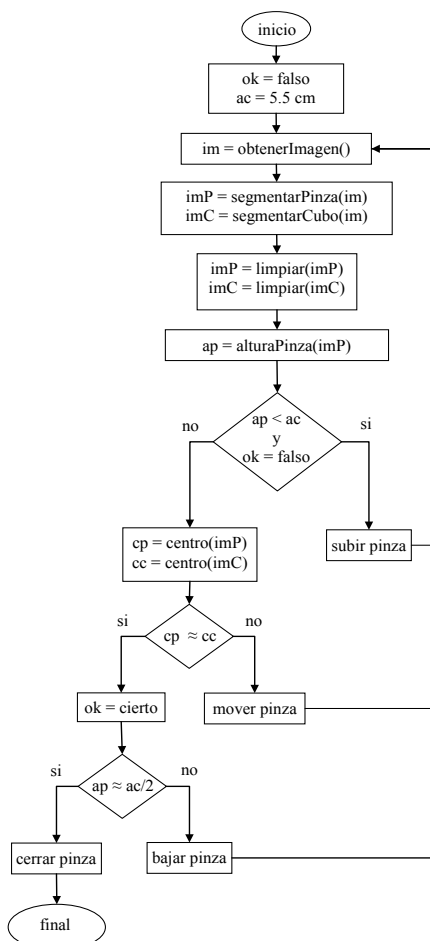 inicio
ok = falso
ac = 5.5 cm
im = obtenerImagen()
imP = segmentarPinza(im)
imC = segmentarCubo(im)
imP = limpiar(imP)
imC = limpiar(imC)
ap = alturaPinza(imP)
ap < ac
y
ok = falso
no
si
cp = centro(imP)
cc = centro(imC)
subir pinza
cp ≈ cc
si
no
ok = cierto
mover pinza
ap ≈ ac/2
si
no
cerrar pinza
bajar pinza
final